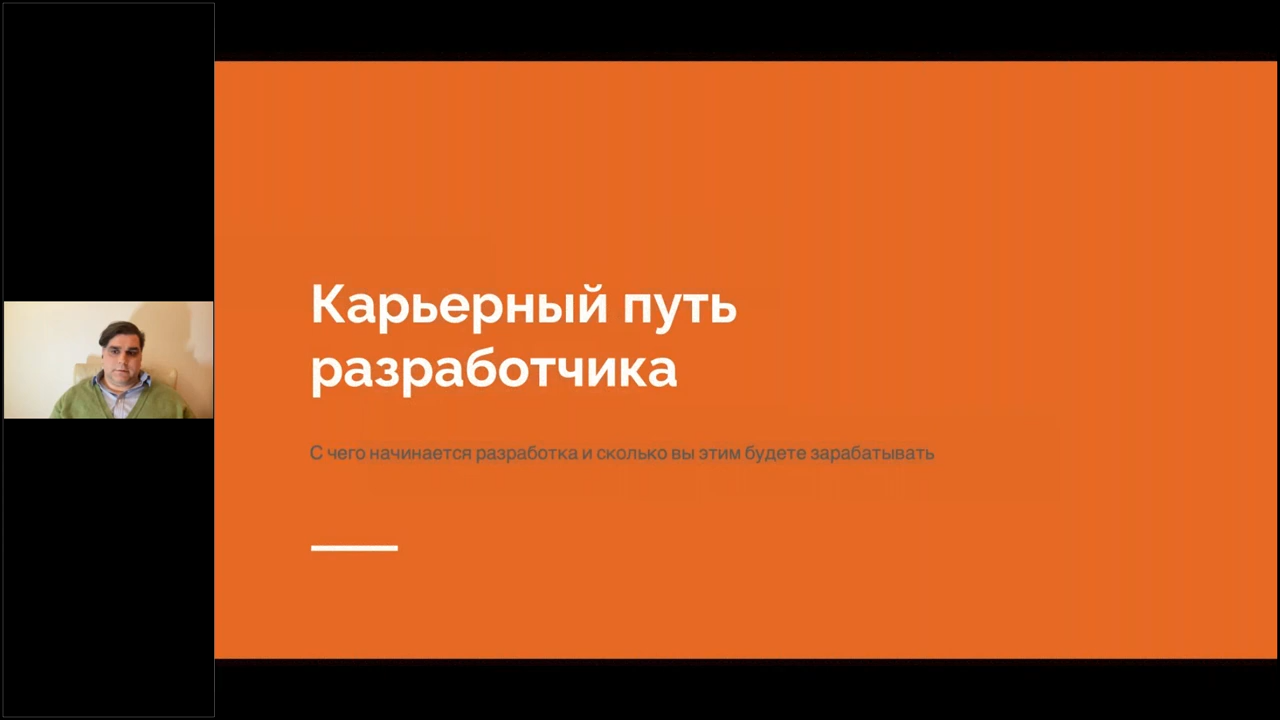 Карьерный путь
разработчика
С чего начинается разработка и сколько вы этим будете зарабатывать